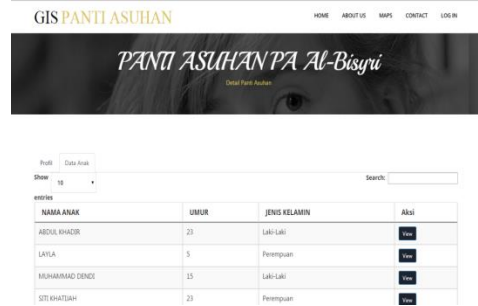 GIS PANTI ASUHAN
HOME ABOUT US MAPS CONTACT LOG IN
PANTI ASUHAN PA Al-Bisyri
Detail Panti Asuhan
Profil Data Anak
Show 10 entries Search:
NAMA ANAK UMUR JENIS KELAMIN Aksi
ABDUL KHADIR 23 Laki-Laki View
LAYLA 5 Perempuan View
MUHAMMAD DENDI 15 Laki-Laki View
SITI KHATIJAH 23 Perempuan View